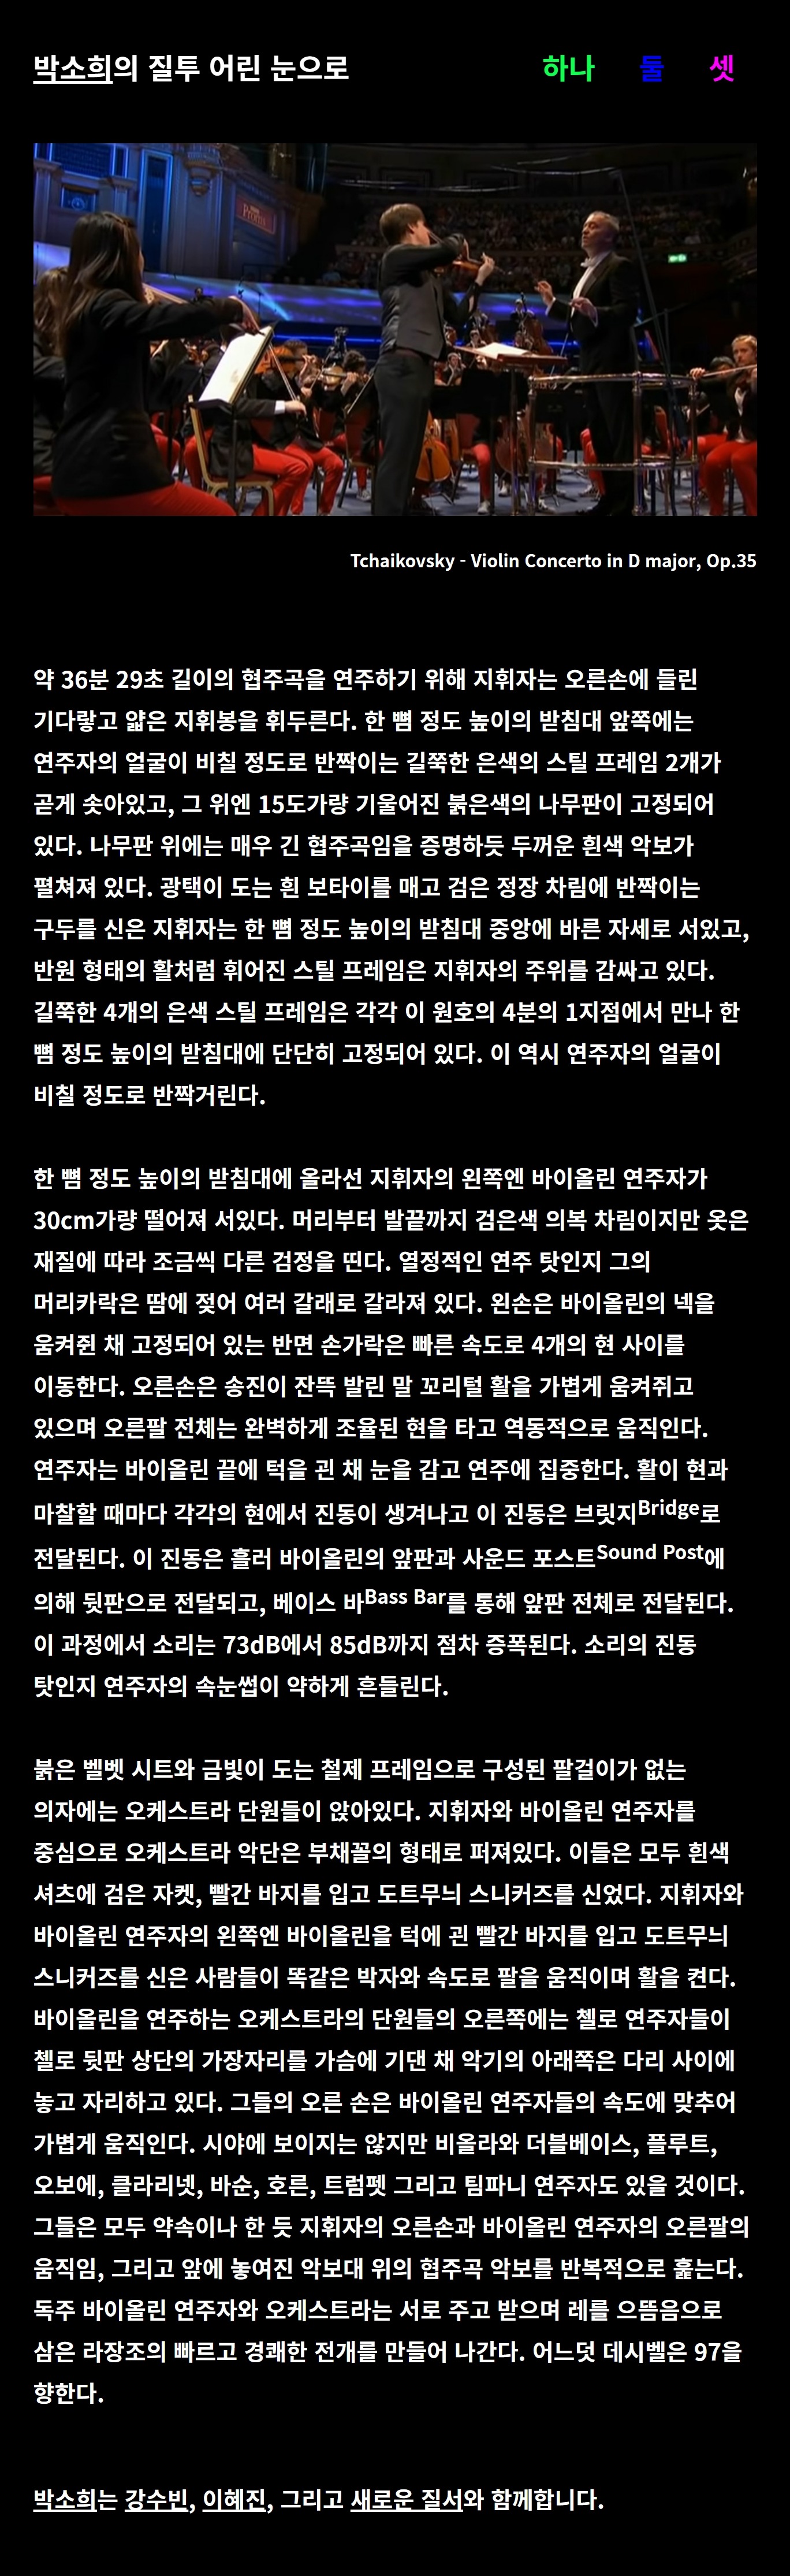 박소희의 질투 어린 눈으로 하나 둘 셋
Proms
Tchaikovsky - Violin Concerto in D major, Op.35
약 36분 29초 길이의 협주곡을 연주하기 위해 지휘자는 오른손에 들린
기다랗고 얇은 지휘봉을 휘두른다. 한 뼘 정도 높이의 받침대 앞쪽에는
연주자의 얼굴이 비칠 정도로 반짝이는 길쭉한 은색의 스틸 프레임 2개가
곧게 솟아있고, 그 위엔 15도가량 기울어진 붉은색의 나무판이 고정되어
있다. 나무판 위에는 매우 긴 협주곡임을 증명하듯 두꺼운 흰색 악보가
펼쳐져 있다. 광택이 도는 흰 보타이를 매고 검은 정장 차림에 반짝이는
구두를 신은 지휘자는 한 뼘 정도 높이의 받침대 중앙에 바른 자세로 서있고,
반원 형태의 활처럼 휘어진 스틸 프레임은 지휘자의 주위를 감싸고 있다.
길쭉한 4개의 은색 스틸 프레임은 각각 이 원호의 4분의 1지점에서 만나 한
뼘 정도 높이의 받침대에 단단히 고정되어 있다. 이 역시 연주자의 얼굴이
비칠 정도로 반짝거린다.
한 뼘 정도 높이의 받침대에 올라선 지휘자의 왼쪽엔 바이올린 연주자가
30cm가량 떨어져 서있다. 머리부터 발끝까지 검은색 의복 차림이지만 옷은
재질에 따라 조금씩 다른 검정을 띤다. 열정적인 연주 탓인지 그의
머리카락은 땀에 젖어 여러 갈래로 갈라져 있다. 왼손은 바이올린의 넥을
움켜쥔 채 고정되어 있는 반면 손가락은 빠른 속도로 4개의 현 사이를
이동한다. 오른손은 송진이 잔뜩 발린 말 꼬리털 활을 가볍게 움켜쥐고
있으며 오른팔 전체는 완벽하게 조율된 현을 타고 역동적으로 움직인다.
연주자는 바이올린 끝에 턱을 괸 채 눈을 감고 연주에 집중한다. 활이 현과
마찰할 때마다 각각의 현에서 진동이 생겨나고 이 진동은 브릿지Bridge로
전달된다. 이 진동은 흘러 바이올린의 앞판과 사운드 포스트Sound Post에
의해 뒷판으로 전달되고, 베이스 바Bass Bar를 통해 앞판 전체로 전달된다.
이 과정에서 소리는 73dB에서 85dB까지 점차 증폭된다. 소리의 진동
탓인지 연주자의 속눈썹이 약하게 흔들린다.
붉은 벨벳 시트와 금빛이 도는 철제 프레임으로 구성된 팔걸이가 없는
의자에는 오케스트라 단원들이 앉아있다. 지휘자와 바이올린 연주자를
중심으로 오케스트라 악단은 부채꼴의 형태로 퍼져있다. 이들은 모두 흰색
셔츠에 검은 자켓, 빨간 바지를 입고 도트무늬 스니커즈를 신었다. 지휘자와
바이올린 연주자의 왼쪽엔 바이올린을 턱에 괸 빨간 바지를 입고 도트무늬
스니커즈를 신은 사람들이 똑같은 박자와 속도로 팔을 움직이며 활을 켠다.
바이올린을 연주하는 오케스트라의 단원들의 오른쪽에는 첼로 연주자들이
첼로 뒷판 상단의 가장자리를 가슴에 기댄 채 악기의 아래쪽은 다리 사이에
놓고 자리하고 있다. 그들의 오른 손은 바이올린 연주자들의 속도에 맞추어
가볍게 움직인다. 시야에 보이지는 않지만 비올라와 더블베이스, 플루트,
오보에, 클라리넷, 바순, 호른, 트럼펫 그리고 팀파니 연주자도 있을 것이다.
그들은 모두 약속이나 한 듯 지휘자의 오른손과 바이올린 연주자의 오른팔의
움직임, 그리고 앞에 놓여진 악보대 위의 협주곡 악보를 반복적으로 훑는다.
독주 바이올린 연주자와 오케스트라는 서로 주고 받으며 레를 으뜸음으로
삼은 라장조의 빠르고 경쾌한 전개를 만들어 나간다. 어느덧 데시벨은 97을
향한다.
박소희는 강수빈, 이혜진, 그리고 새로운 질서와 함께합니다.